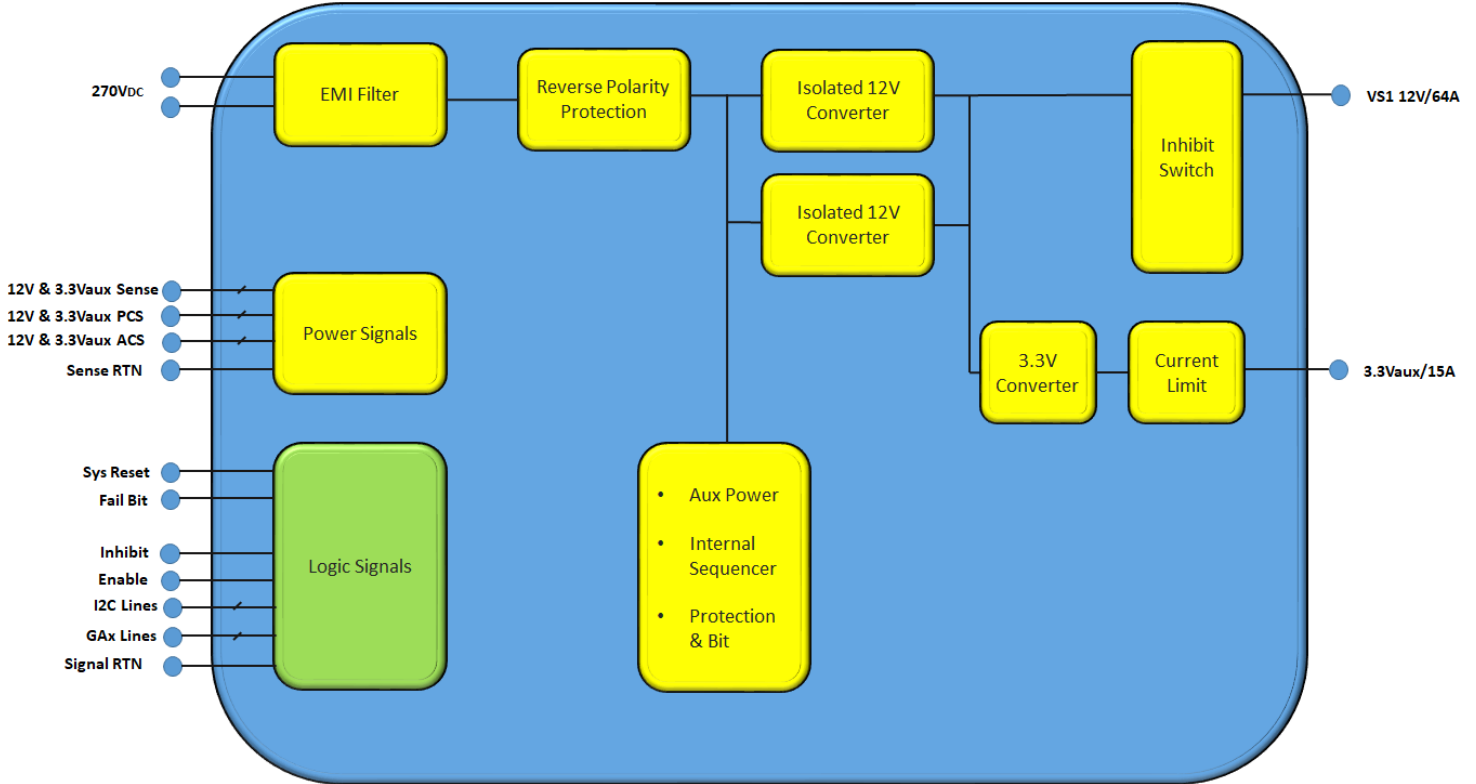 270VDC
EMI Filter
Reverse Polarity
Protection
Isolated 12V
Converter
Inhibit
Switch
VS1 12V/64A
Isolated 12V
Converter
12V & 3.3Vaux Sense
12V & 3.3Vaux PCS
12V & 3.3Vaux ACS
Sense RTN
Power Signals
3.3V
Converter
Current
Limit
3.3Vaux/15A
Sys Reset
Fail Bit
Inhibit
Enable
I2C Lines
GAx Lines
Signal RTN
Logic Signals
• Aux Power
• Internal
Sequencer
• Protection
& Bit